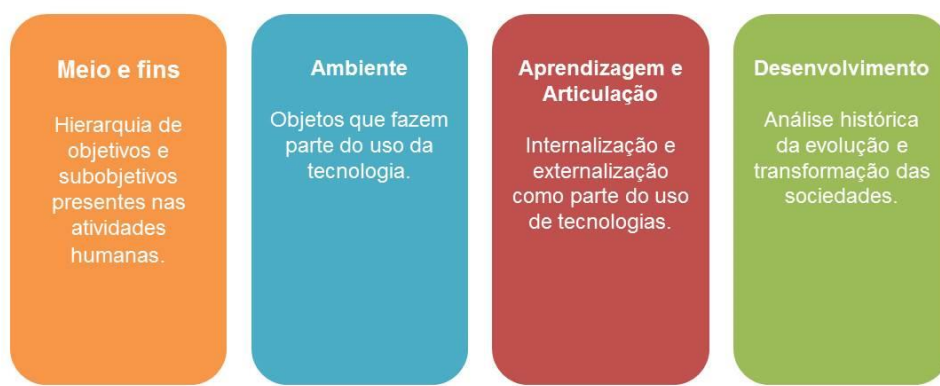 Meio e fins
Hierarquia de
objetivos e
subobjetivos
presentes nas
atividades
humanas.
Ambiente
Objetos que fazem
parte do uso da
tecnologia.
Aprendizagem e
Articulação
Internalização e
externalização
como parte do uso
de tecnologias.
Desenvolvimento
Análise histórica
da evolução e
transformação das
sociedades.